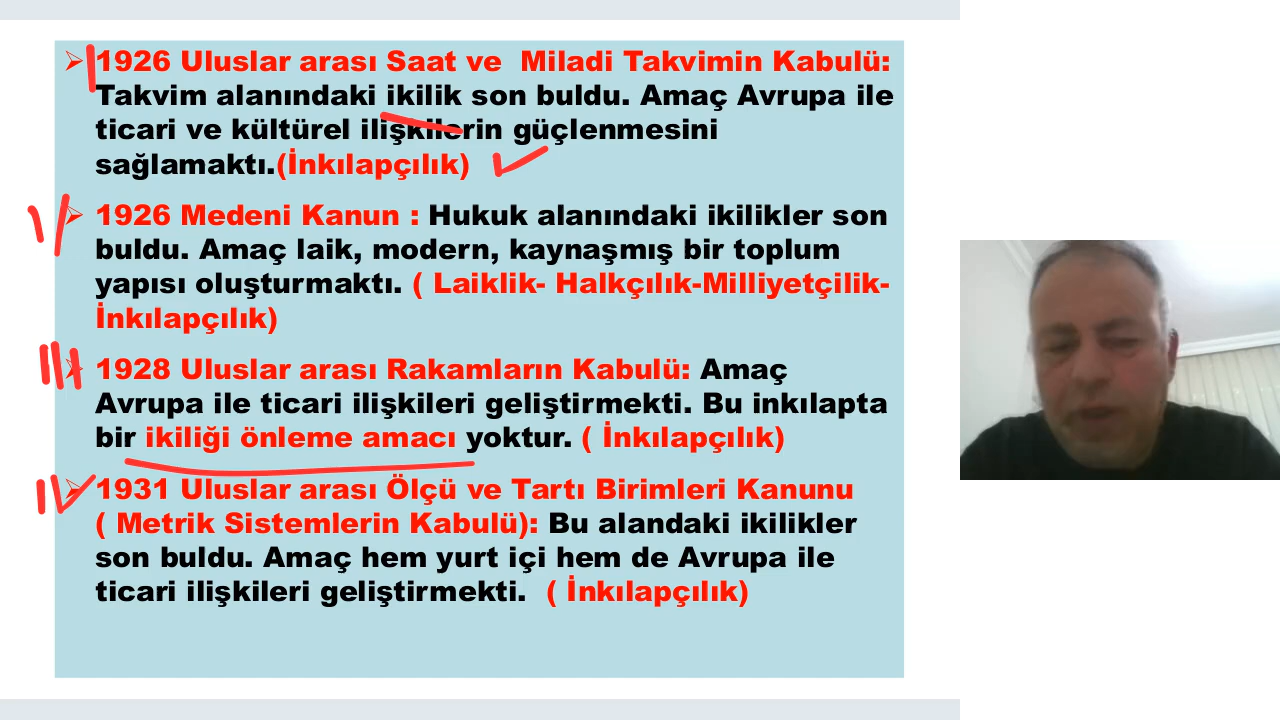 1926 Uluslar arası Saat ve Miladi Takvimin Kabulü:
Takvim alanındaki ikilik son buldu. Amaç Avrupa ile
ticari ve kültürel ilişkilerin güçlenmesini
sağlamaktı.(İnkılapçılık)
1926 Medeni Kanun : Hukuk alanındaki ikilikler son
buldu. Amaç laik, modern, kaynaşmış bir toplum
yapısı oluşturmaktı. ( Laiklik- Halkçılık-Milliyetçilik-
İnkılapçılık)
1928 Uluslar arası Rakamların Kabulü: Amaç
Avrupa ile ticari ilişkileri geliştirmekti. Bu inkılapta
bir ikiliği önleme amacı yoktur. ( İnkılapçılık)
1931 Uluslar arası Ölçü ve Tartı Birimleri Kanunu
( Metrik Sistemlerin Kabulü): Bu alandaki ikilikler
son buldu. Amaç hem yurt içi hem de Avrupa ile
ticari ilişkileri geliştirmekti. ( İnkılapçılık)